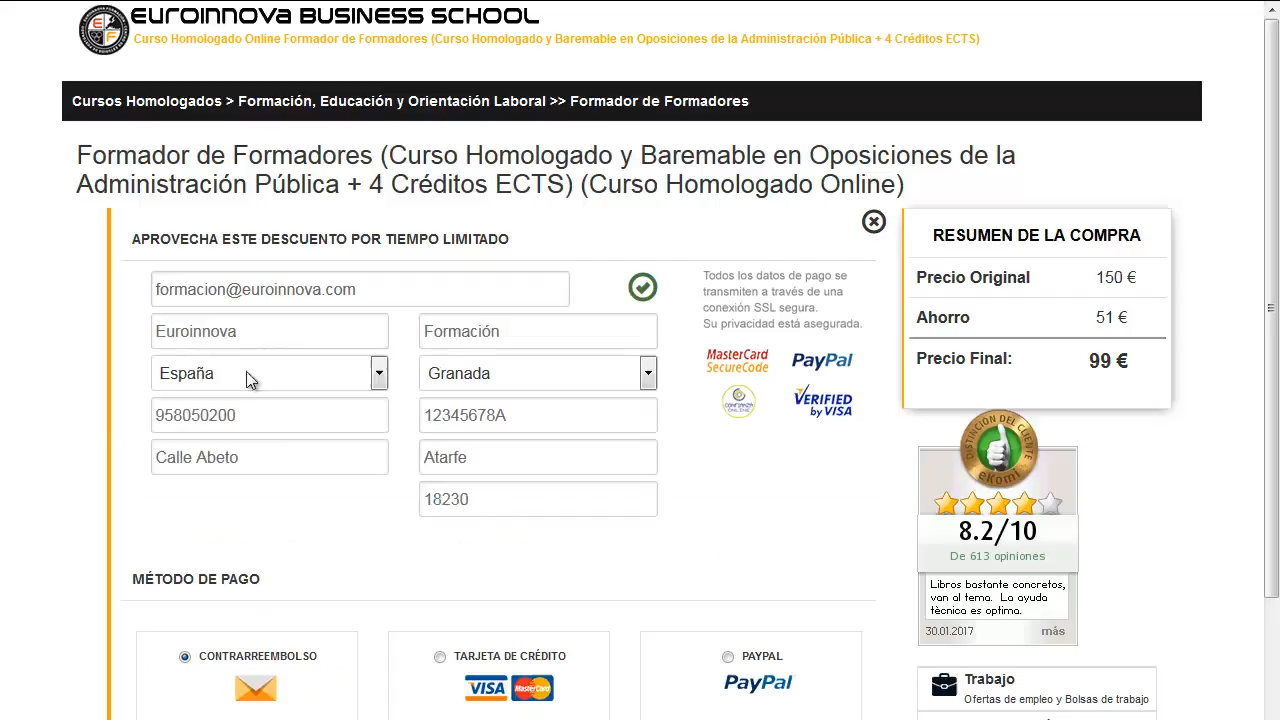 EUROINNOVa BUSINESS SCHOOL
Curso Homologado Online Formador de Formadores (Curso Homologado y Baremable en Oposiciones de la Administración Pública + 4 Créditos ECTS)
Cursos Homologados > Formación, Educación y Orientación Laboral >> Formador de Formadores
Formador de Formadores (Curso Homologado y Baremable en Oposiciones de la
Administración Pública + 4 Créditos ECTS) (Curso Homologado Online)
APROVECHA ESTE DESCUENTO POR TIEMPO LIMITADO
formacion@euroinnova.com
Euroinnova
Formación
España
Granada
958050200
12345678A
Calle Abeto
Atarfe
18230
Todos los datos de pago se
transmiten a través de una
conexión SSL segura.
Su privacidad está asegurada.
MasterCard
SecureCode
PayPal
CONFIANZA
ONLINE
VERIFIED
by VISA
RESUMEN DE LA COMPRA
Precio Original 150 €
Ahorro 51 €
Precio Final: 99 €
DISTINCIÓN DEL CLIENTE
eKomi
8.2/10
De 613 opiniones
Libros bastante concretos,
van al tema. La ayuda
tècnica es optima.
30.01.2017 más
Trabajo
Ofertas de empleo y Bolsas de trabajo
MÉTODO DE PAGO
CONTRARREEMBOLSO
TARJETA DE CRÉDITO
VISA MasterCard
PAYPAL
PayPal